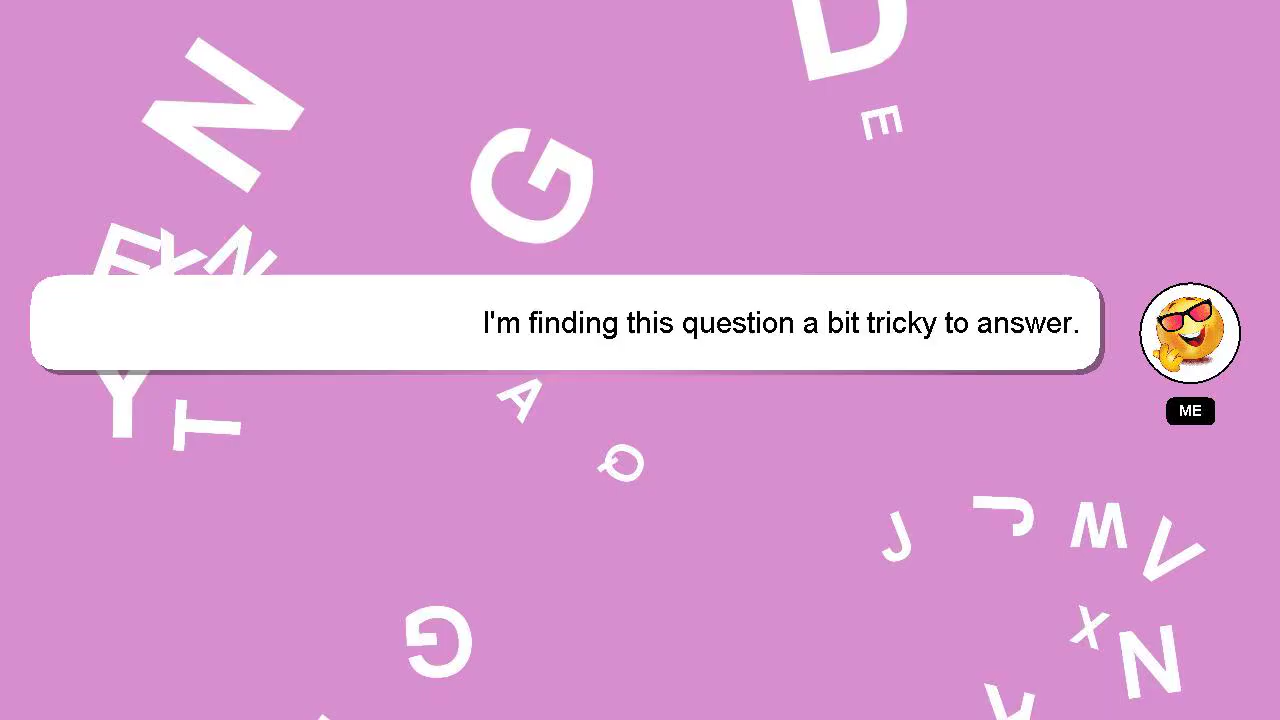 D
N
E
G
E
X
N
I'm finding this question a bit tricky to answer.
ME
Y
T
A
Q
J
J
W
V
X
G
N